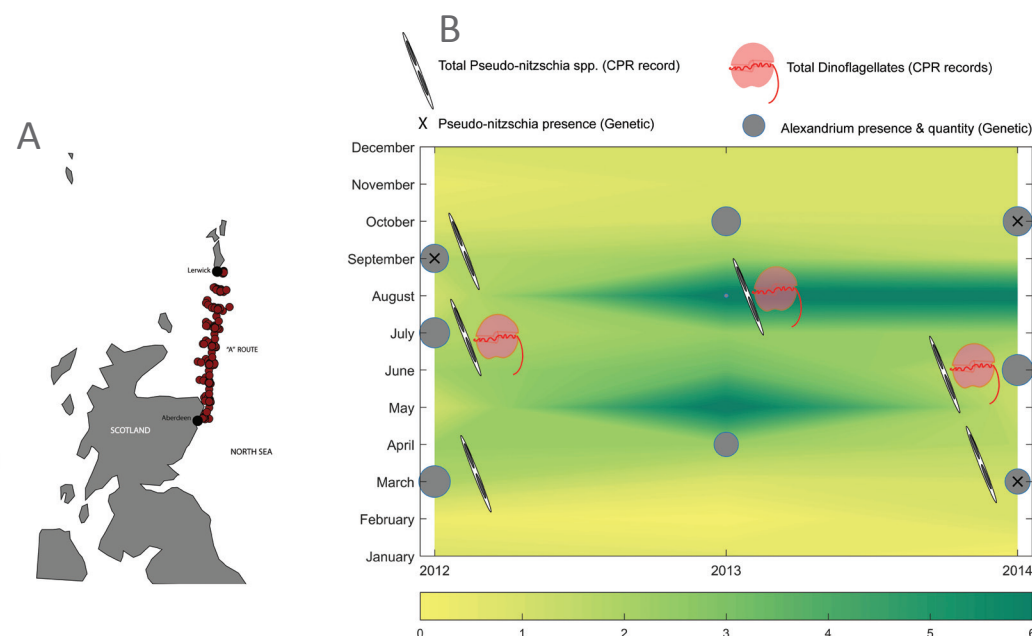 A
Lerwick
"A" ROUTE
Aberdeen
SCOTLAND
NORTH SEA
B
Total Pseudo-nitzschia spp. (CPR record)
Total Dinoflagellates (CPR records)
X Pseudo-nitzschia presence (Genetic)
Alexandrium presence & quantity (Genetic)
December
November
October
September
August
July
June
May
April
March
February
January
2012
2013
2014
0
1
2
3
4
5
6